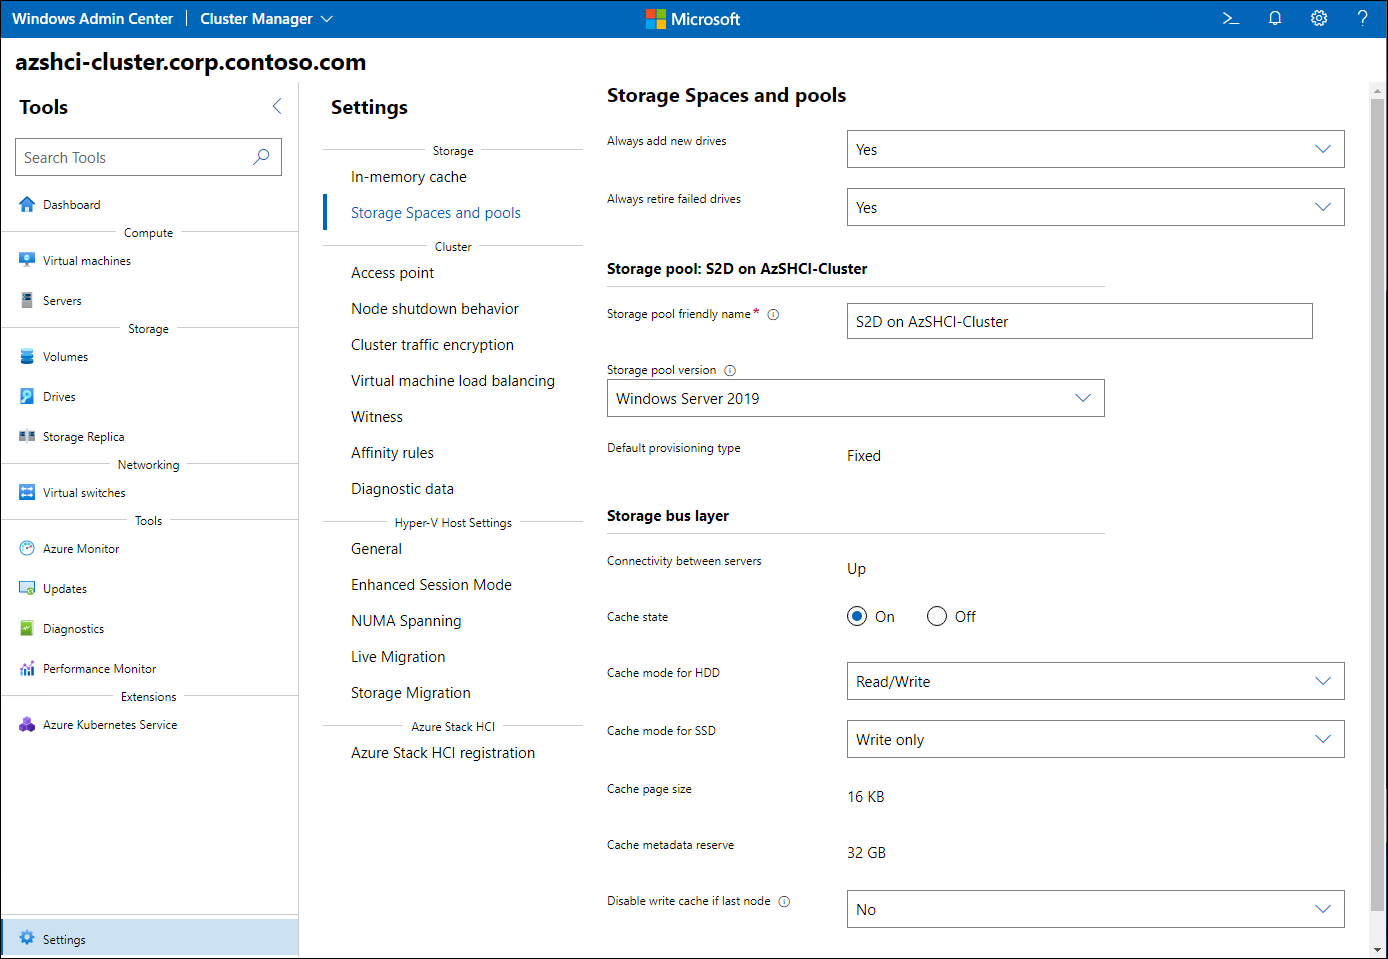 Windows Admin Center | Cluster Manager
Microsoft
?
azshci-cluster.corp.contoso.com
Tools
Search Tools
Dashboard
Compute
Virtual machines
Servers
Storage
Volumes
Drives
Storage Replica
Networking
Virtual switches
Tools
Azure Monitor
Updates
Diagnostics
Performance Monitor
Extensions
Azure Kubernetes Service
Settings
Settings
Storage
In-memory cache
Storage Spaces and pools
Cluster
Access point
Node shutdown behavior
Cluster traffic encryption
Virtual machine load balancing
Witness
Affinity rules
Diagnostic data
Hyper-V Host Settings
General
Enhanced Session Mode
NUMA Spanning
Live Migration
Storage Migration
Azure Stack HCI
Azure Stack HCI registration
Storage Spaces and pools
Always add new drives
Yes
Always retire failed drives
Yes
Storage pool: S2D on AzSHCI-Cluster
Storage pool friendly name*
S2D on AzSHCI-Cluster
Storage pool version
Windows Server 2019
Default provisioning type
Fixed
Storage bus layer
Connectivity between servers
Up
Cache state
On Off
Cache mode for HDD
Read/Write
Cache mode for SSD
Write only
Cache page size
16 KB
Cache metadata reserve
32 GB
Disable write cache if last node
No